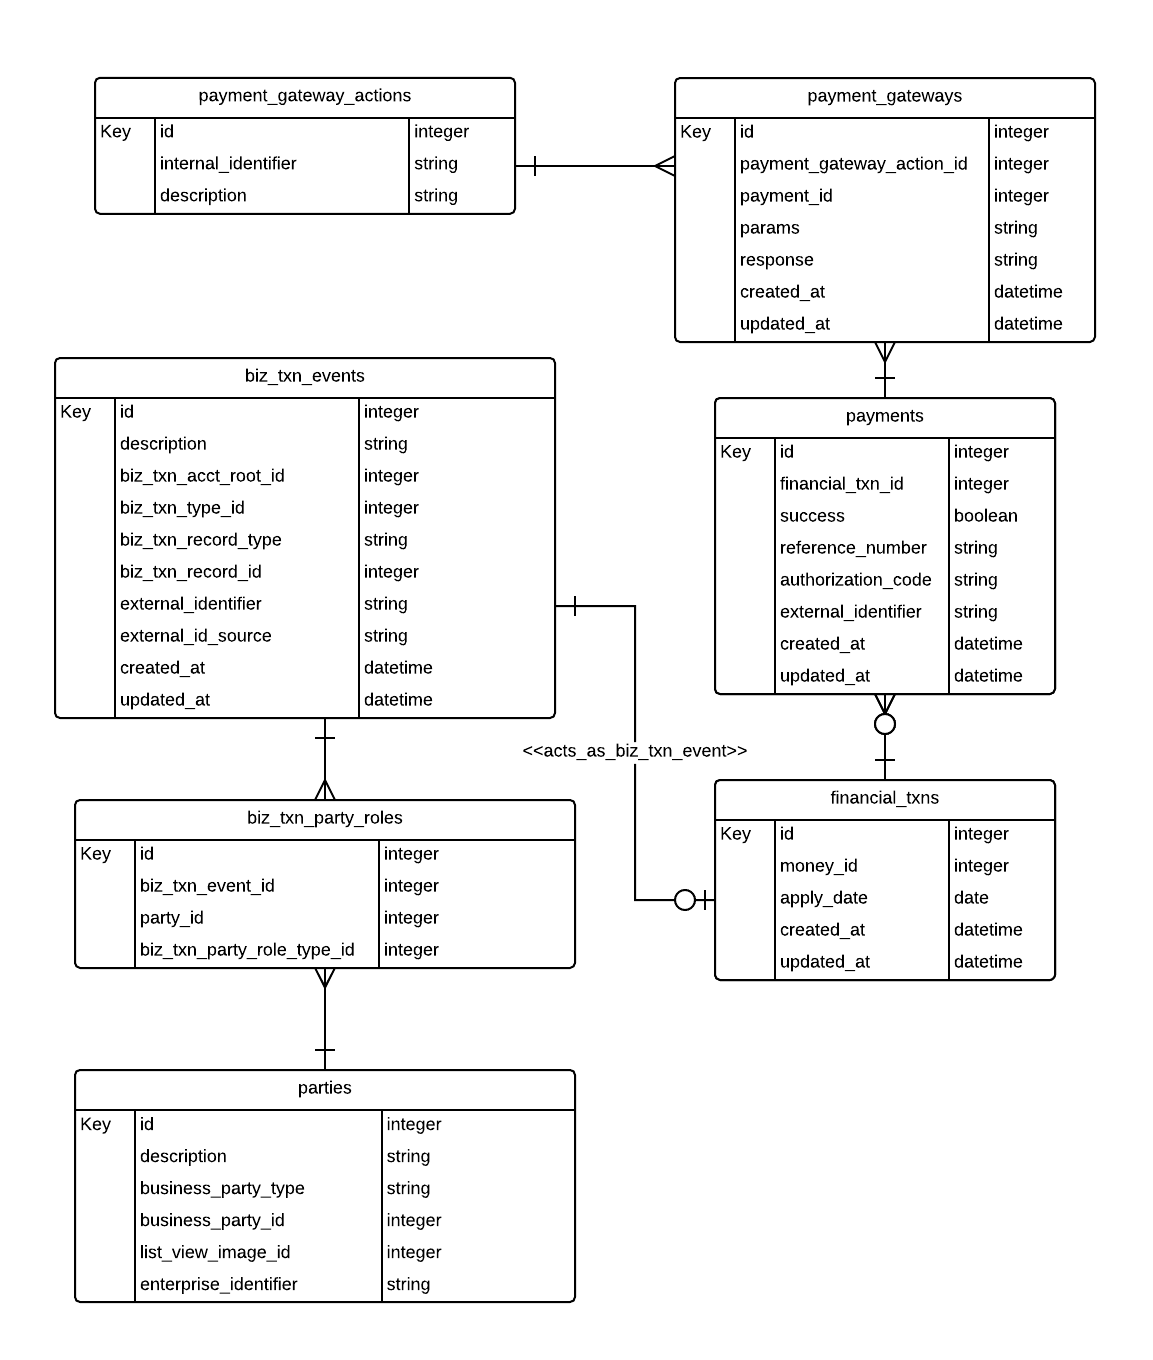 payment_gateway_actions
Key id integer
internal_identifier string
description string
payment_gateways
Key id integer
payment_gateway_action_id integer
payment_id integer
params string
response string
created_at datetime
updated_at datetime
biz_txn_events
Key id integer
description string
biz_txn_acct_root_id integer
biz_txn_type_id integer
biz_txn_record_type string
biz_txn_record_id integer
external_identifier string
external_id_source string
created_at datetime
updated_at datetime
payments
Key id integer
financial_txn_id integer
success boolean
reference_number string
authorization_code string
external_identifier string
created_at datetime
updated_at datetime
<<acts_as_biz_txn_event>>
biz_txn_party_roles
Key id integer
biz_txn_event_id integer
party_id integer
biz_txn_party_role_type_id integer
financial_txns
Key id integer
money_id integer
apply_date date
created_at datetime
updated_at datetime
parties
Key id integer
description string
business_party_type string
business_party_id integer
list_view_image_id integer
enterprise_identifier string